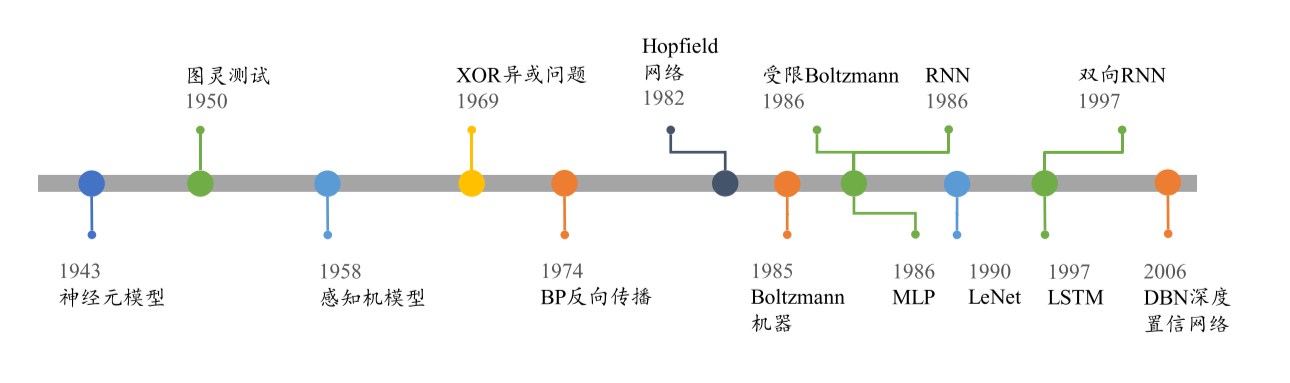 Hopfield
网络
1982
图灵测试
1950
XOR异或问题
1969
受限Boltzmann
1986
RNN
1986
双向RNN
1997
1943
神经元模型
1958
感知机模型
1974
BP反向传播
1985
Boltzmann
机器
1986
MLP
1990
LeNet
1997
LSTM
2006
DBN深度
置信网络